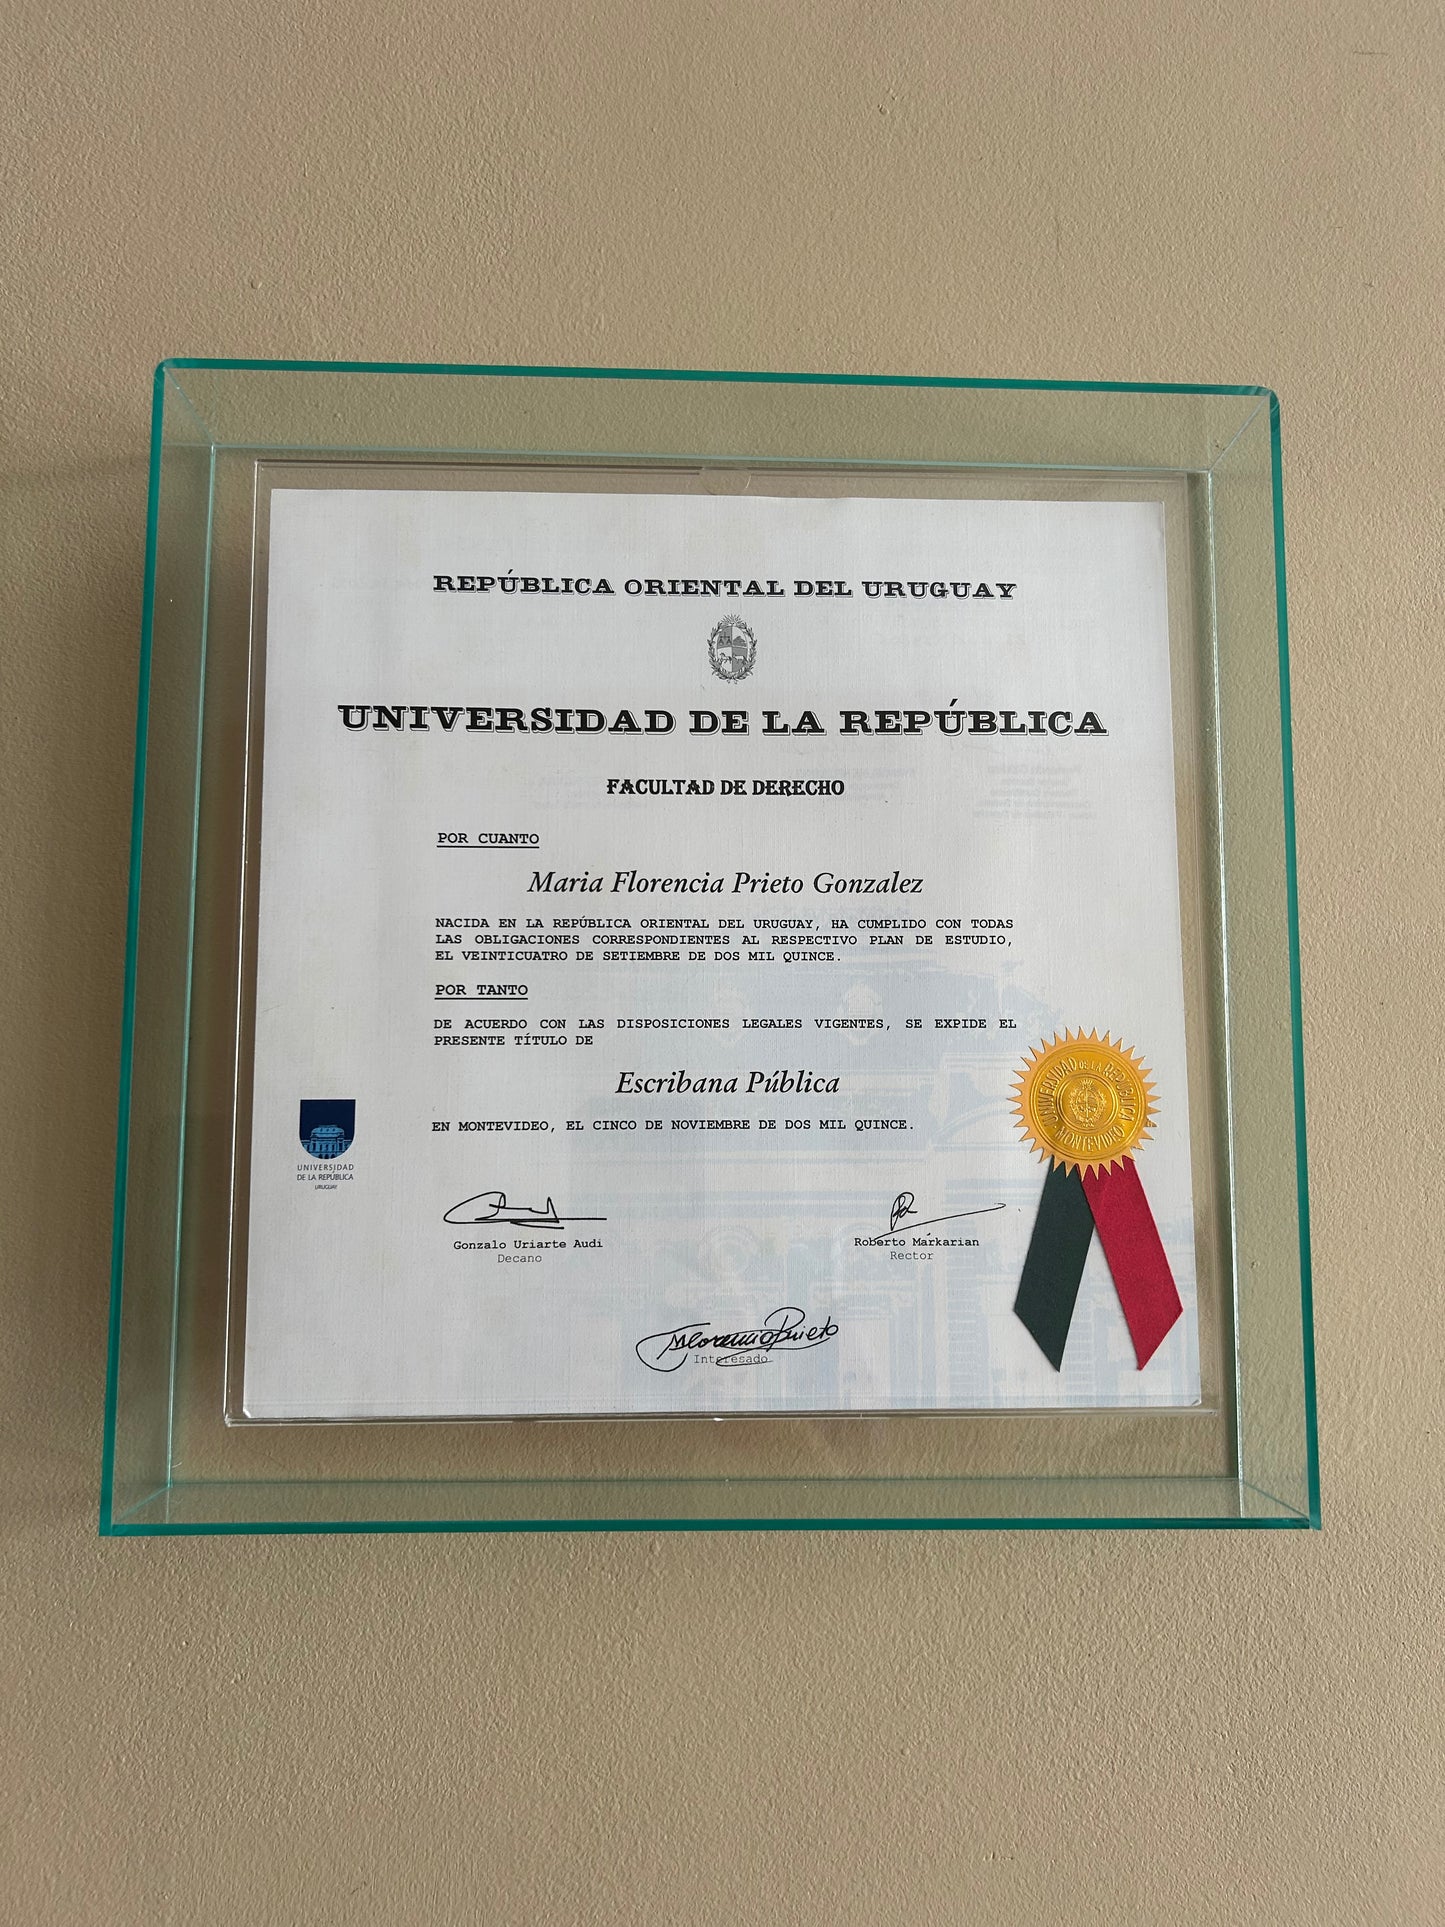 REPÚBLICA ORIENTAL DEL URUGUAY
UNIVERSIDAD DE LA REPÚBLICA
FACULTAD DE DERECHO
POR CUANTO
Maria Florencia Prieto Gonzalez
NACIDA EN LA REPÚBLICA ORIENTAL DEL URUGUAY, HA CUMPLIDO CON TODAS
LAS OBLIGACIONES CORRESPONDIENTES AL RESPECTIVO PLAN DE ESTUDIO,
EL VEINTICUATRO DE SETIEMBRE DE DOS MIL QUINCE.
POR TANTO
DE ACUERDO CON LAS DISPOSICIONES LEGALES VIGENTES, SE EXPIDE EL
PRESENTE TÍTULO DE
Escribana Pública
EN MONTEVIDEO, EL CINCO DE NOVIEMBRE DE DOS MIL QUINCE.
UNIVERSIDAD DE LA REPUBLICA
MONTEVIDEO
UNIVERSIDAD
DE LA REPÚBLICA
URUGUAY
Gonzalo Uriarte Audi
Decano
Roberto Markarian
Rector
MFlorencia Prieto
Interesado